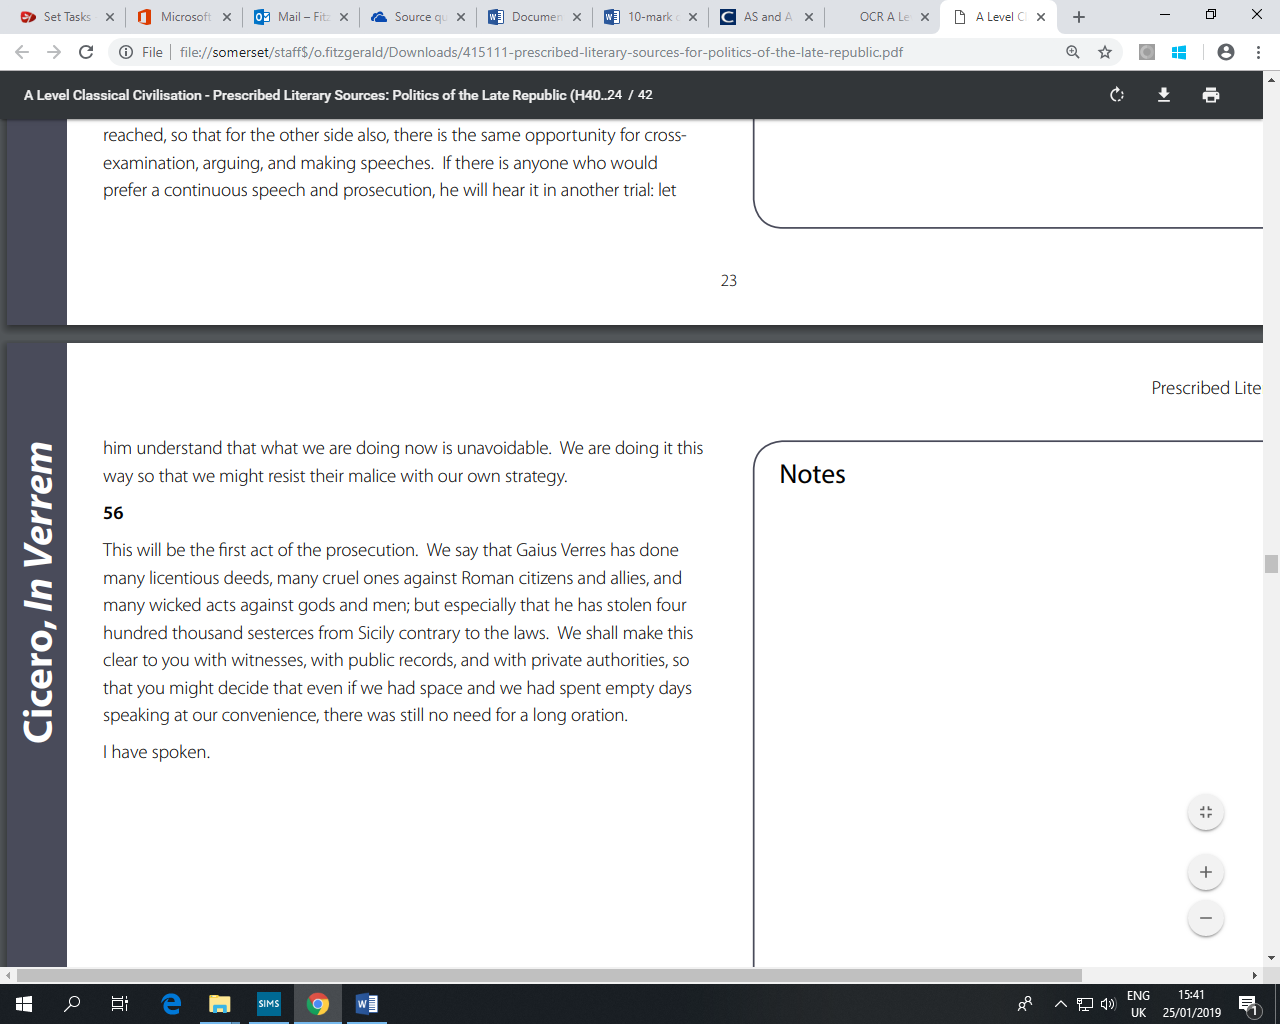 Set Tasks
Microsoft
Mail – Fitz
Source qu
Documen
10-mark
AS and A
OCR A Le
A Level Cl
File
file://somerset/staff$/o.fitzgerald/Downloads/415111-prescribed-literary-sources-for-politics-of-the-late-republic.pdf
A Level Classical Civilisation - Prescribed Literary Sources: Politics of the Late Republic (H40...
24 / 42
reached, so that for the other side also, there is the same opportunity for cross-
examination, arguing, and making speeches. If there is anyone who would
prefer a continuous speech and prosecution, he will hear it in another trial: let
23
Prescribed Lite
Cicero, In Verrem
him understand that what we are doing now is unavoidable. We are doing it this
way so that we might resist their malice with our own strategy.
56
This will be the first act of the prosecution. We say that Gaius Verres has done
many licentious deeds, many cruel ones against Roman citizens and allies, and
many wicked acts against gods and men; but especially that he has stolen four
hundred thousand sesterces from Sicily contrary to the laws. We shall make this
clear to you with witnesses, with public records, and with private authorities, so
that you might decide that even if we had space and we had spent empty days
speaking at our convenience, there was still no need for a long oration.
I have spoken.
Notes
SIMS
ENG
UK
15:41
25/01/2019
1